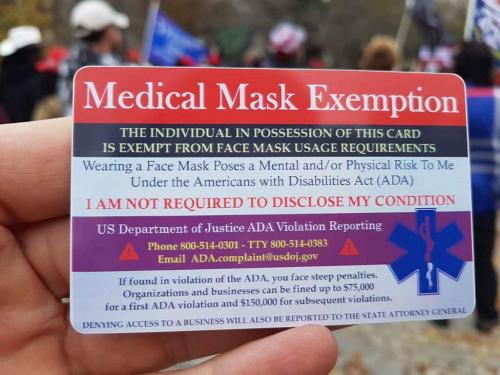 Medical Mask Exemption
THE INDIVIDUAL IN POSSESSION OF THIS CARD
IS EXEMPT FROM FACE MASK USAGE REQUIREMENTS
Wearing a Face Mask Poses a Mental and/or Physical Risk To Me
Under the Americans with Disabilities Act (ADA)
I AM NOT REQUIRED TO DISCLOSE MY CONDITION
US Department of Justice ADA Violation Reporting
Phone 800-514-0301 - TTY 800-514-0383
Email ADA.complaint@usdoj.gov
If found in violation of the ADA, you face steep penalties.
Organizations and businesses can be fined up to $75,000
for a first ADA violation and $150,000 for subsequent violations.
DENYING ACCESS TO A BUSINESS WILL ALSO BE REPORTED TO THE STATE ATTORNEY GENERAL